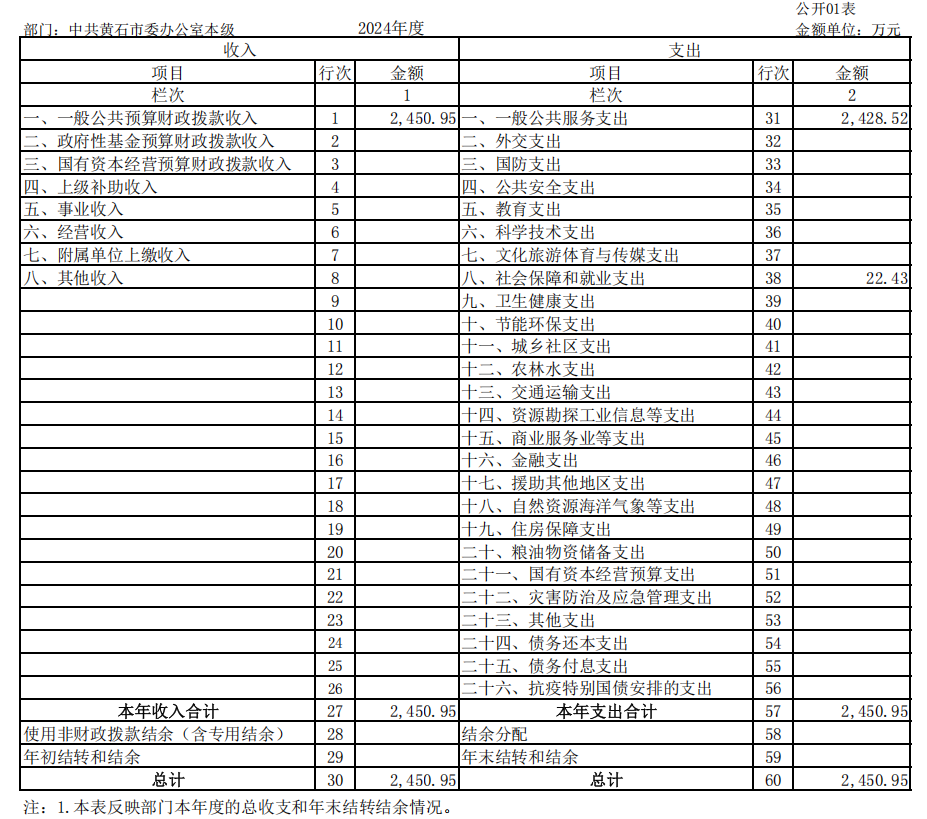 公开01表
部门：中共黄石市委办公室本级 2024年度 金额单位：万元
收入 支出
项目 行次 金额 项目 行次 金额
栏次 1 栏次 2
一、一般公共预算财政拨款收入 1 2,450.95 一、一般公共服务支出 31 2,428.52
二、政府性基金预算财政拨款收入 2 二、外交支出 32
三、国有资本经营预算财政拨款收入 3 三、国防支出 33
四、上级补助收入 4 四、公共安全支出 34
五、事业收入 5 五、教育支出 35
六、经营收入 6 六、科学技术支出 36
七、附属单位上缴收入 7 七、文化旅游体育与传媒支出 37
八、其他收入 8 八、社会保障和就业支出 38 22.43
9 九、卫生健康支出 39
10 十、节能环保支出 40
11 十一、城乡社区支出 41
12 十二、农林水支出 42
13 十三、交通运输支出 43
14 十四、资源勘探工业信息等支出 44
15 十五、商业服务业等支出 45
16 十六、金融支出 46
17 十七、援助其他地区支出 47
18 十八、自然资源海洋气象等支出 48
19 十九、住房保障支出 49
20 二十、粮油物资储备支出 50
21 二十一、国有资本经营预算支出 51
22 二十二、灾害防治及应急管理支出 52
23 二十三、其他支出 53
24 二十四、债务还本支出 54
25 二十五、债务付息支出 55
26 二十六、抗疫特别国债安排的支出 56
本年收入合计 27 2,450.95 本年支出合计 57 2,450.95
使用非财政拨款结余（含专用结余） 28 结余分配 58
年初结转和结余 29 年末结转和结余 59
总计 30 2,450.95 总计 60 2,450.95
注：1.本表反映部门本年度的总收支和年末结转结余情况。